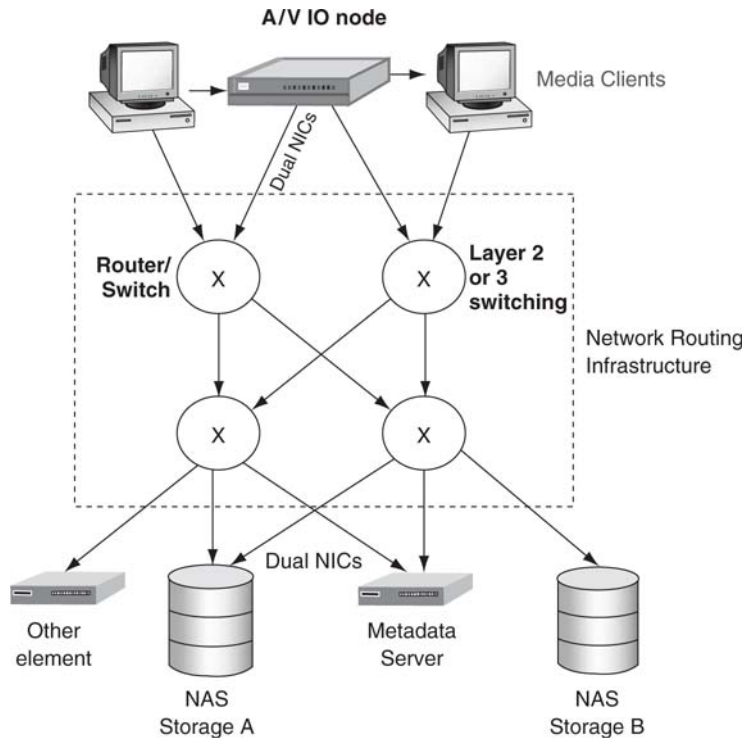 A/V IO node
Media Clients
Dual NICs
Router/
Switch
X
X
Layer 2
or 3
switching
Network Routing
Infrastructure
X
X
Dual NICs
Other
element
NAS
Storage A
Metadata
Server
NAS
Storage B